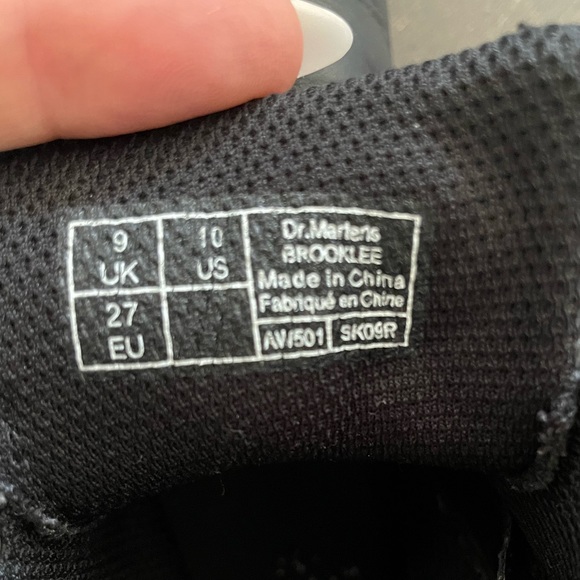 9
UK
10
US
27
EU
Dr.Martens
BROOKLEE
Made in China
Fabriqué en Chine
AW501
SK09R